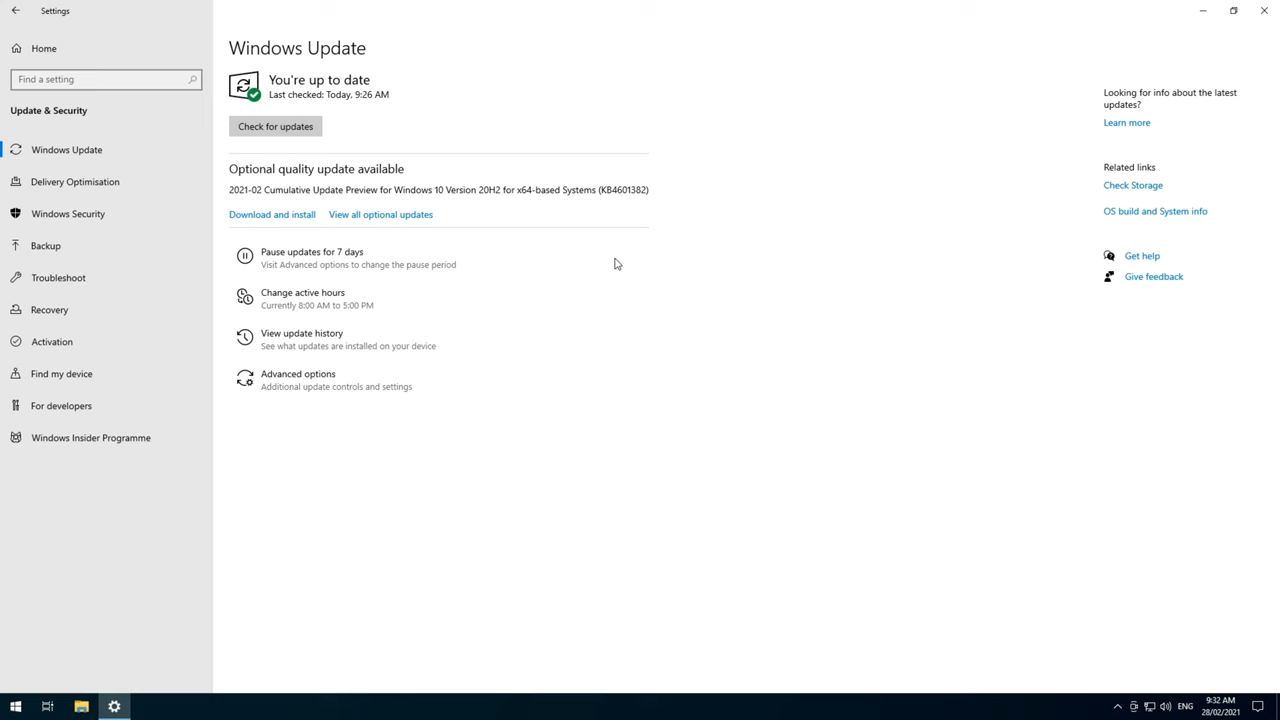 Settings
Home
Find a setting
Update & Security
Windows Update
Delivery Optimisation
Windows Security
Backup
Troubleshoot
Recovery
Activation
Find my device
For developers
Windows Insider Programme
Windows Update
You're up to date
Last checked: Today, 9:26 AM
Check for updates
Optional quality update available
2021-02 Cumulative Update Preview for Windows 10 Version 20H2 for x64-based Systems (KB4601382)
Download and install View all optional updates
Pause updates for 7 days
Visit Advanced options to change the pause period
Change active hours
Currently 8:00 AM to 5:00 PM
View update history
See what updates are installed on your device
Advanced options
Additional update controls and settings
Looking for info about the latest
updates?
Learn more
Related links
Check Storage
OS build and System info
Get help
Give feedback
ENG
9:32 AM
28/02/2021